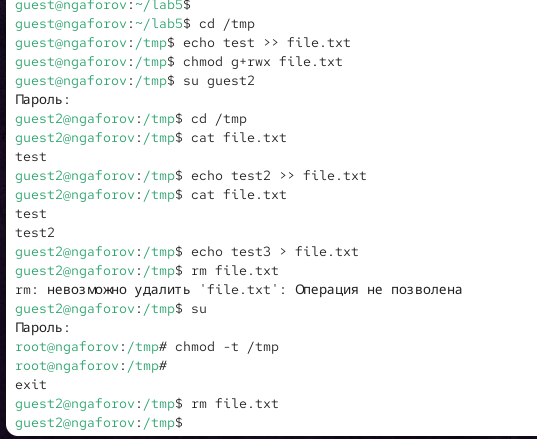 guest@ngaforov:~/lab5$
guest@ngaforov:~/lab5$ cd /tmp
guest@ngaforov:/tmp$ echo test >> file.txt
guest@ngaforov:/tmp$ chmod g+rwx file.txt
guest@ngaforov:/tmp$ su guest2
Пароль:
guest2@ngaforov:/tmp$ cd /tmp
guest2@ngaforov:/tmp$ cat file.txt
test
guest2@ngaforov:/tmp$ echo test2 >> file.txt
guest2@ngaforov:/tmp$ cat file.txt
test
test2
guest2@ngaforov:/tmp$ echo test3 > file.txt
guest2@ngaforov:/tmp$ rm file.txt
rm: невозможно удалить 'file.txt': Операция не позволена
guest2@ngaforov:/tmp$ su
Пароль:
root@ngaforov:/tmp# chmod -t /tmp
root@ngaforov:/tmp#
exit
guest2@ngaforov:/tmp$ rm file.txt
guest2@ngaforov:/tmp$